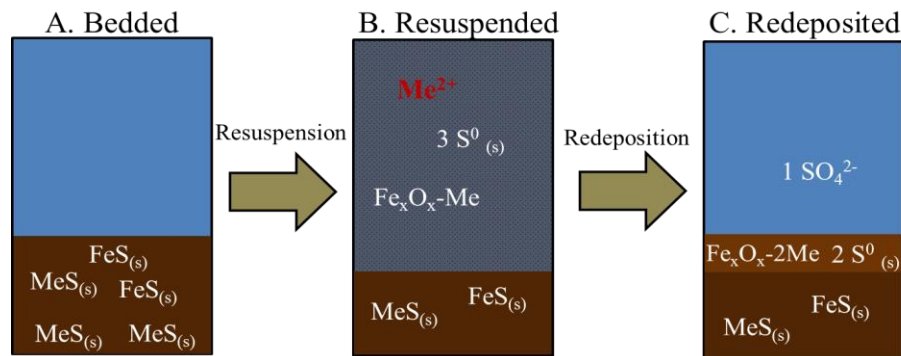 A. Bedded
B. Resuspended
C. Redeposited
Resuspension
Redeposition
FeS(s)
MeS(s) FeS(s)
MeS(s) MeS(s)
Me²⁺
3 S⁰ (s)
FeₓOₓ-Me
FeS(s)
MeS(s)
1 SO₄²⁻
FeₓOₓ-2Me 2 S⁰ (s)
FeS(s)
MeS(s)